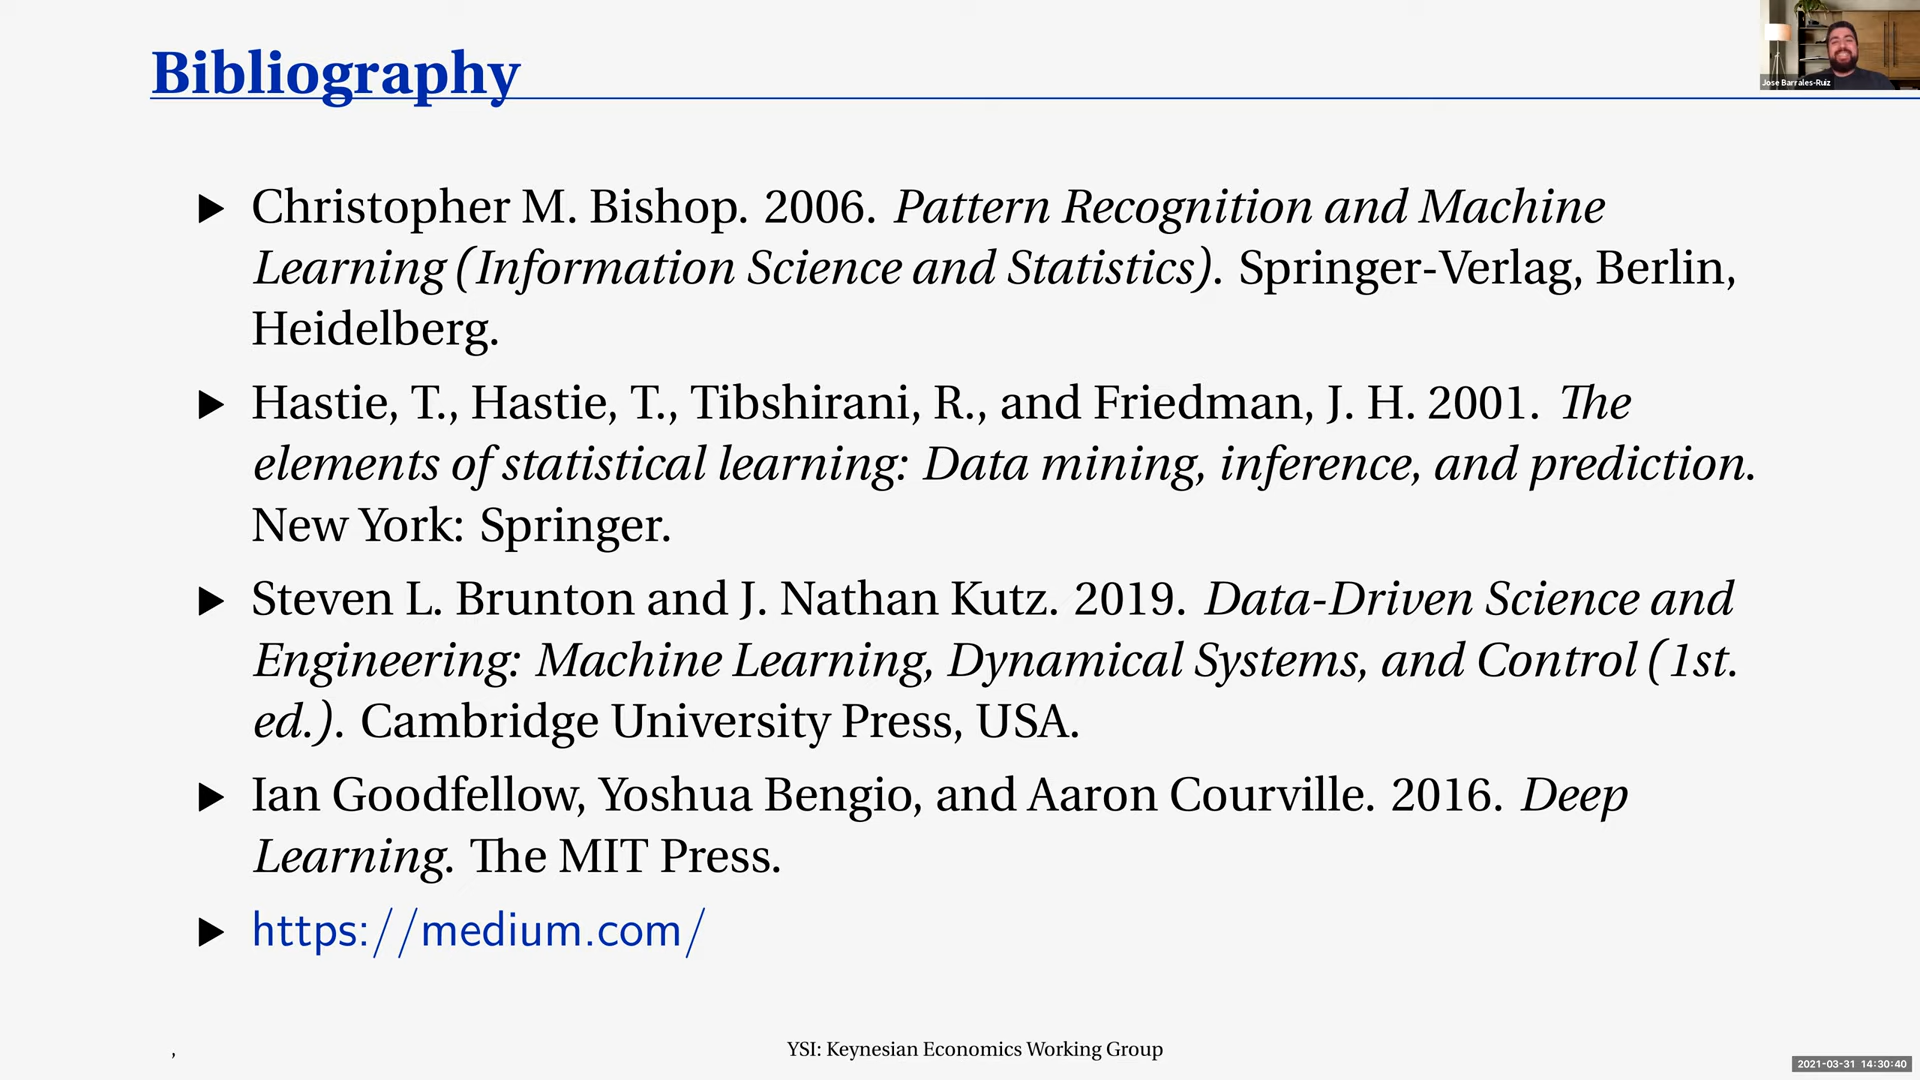 Bibliography
Jose Barrales-Ruiz
▶ Christopher M. Bishop. 2006. Pattern Recognition and Machine
Learning (Information Science and Statistics). Springer-Verlag, Berlin,
Heidelberg.
▶ Hastie, T., Hastie, T., Tibshirani, R., and Friedman, J. H. 2001. The
elements of statistical learning: Data mining, inference, and prediction.
New York: Springer.
▶ Steven L. Brunton and J. Nathan Kutz. 2019. Data-Driven Science and
Engineering: Machine Learning, Dynamical Systems, and Control (1st.
ed.). Cambridge University Press, USA.
▶ Ian Goodfellow, Yoshua Bengio, and Aaron Courville. 2016. Deep
Learning. The MIT Press.
▶ https://medium.com/
,
YSI: Keynesian Economics Working Group
2021-03-31 14:30:40